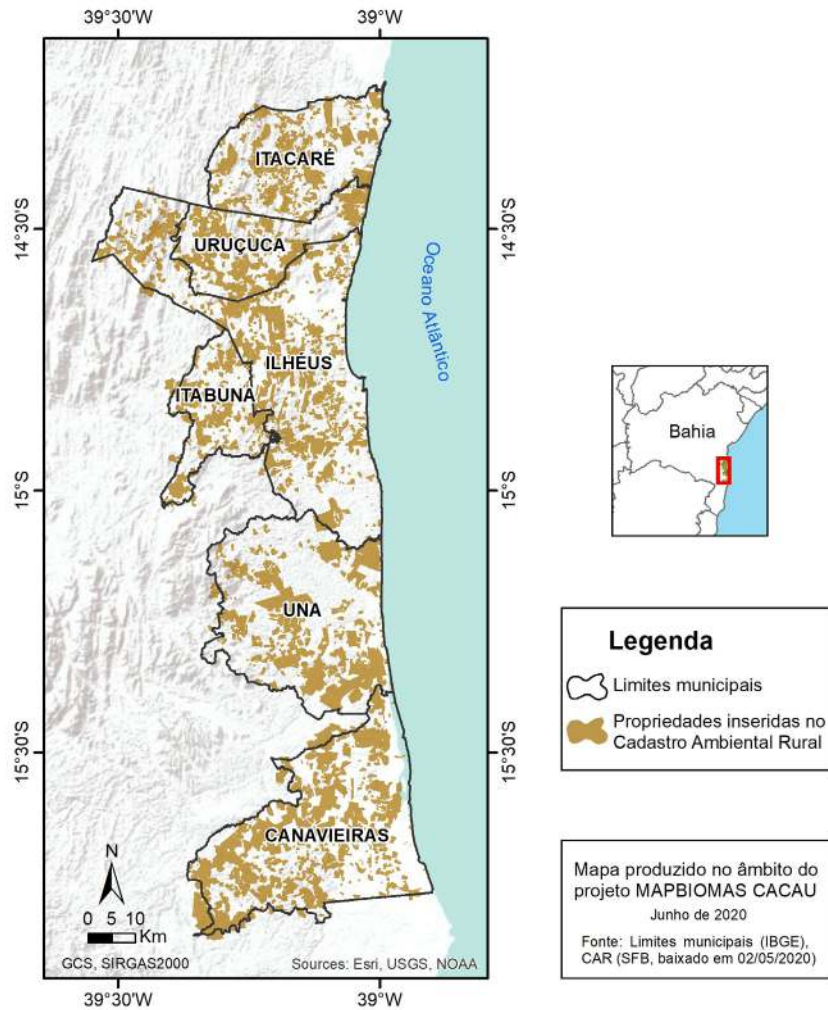 39°30'W
39°W
14°30'S
15°S
15°30'S
ITACARÉ
URUÇUCA
ILHÉUS
ITABUNA
UNA
CANAVIEIRAS
Oceano Atlântico
N
0 5 10
Km
GCS, SIRGAS2000
Sources: Esri, USGS, NOAA
39°30'W
39°W
14°30'S
15°S
15°30'S
Bahia
Legenda
Limites municipais
Propriedades inseridas no
Cadastro Ambiental Rural
Mapa produzido no âmbito do
projeto MAPBIOMAS CACAU
Junho de 2020
Fonte: Limites municipais (IBGE),
CAR (SFB, baixado em 02/05/2020)